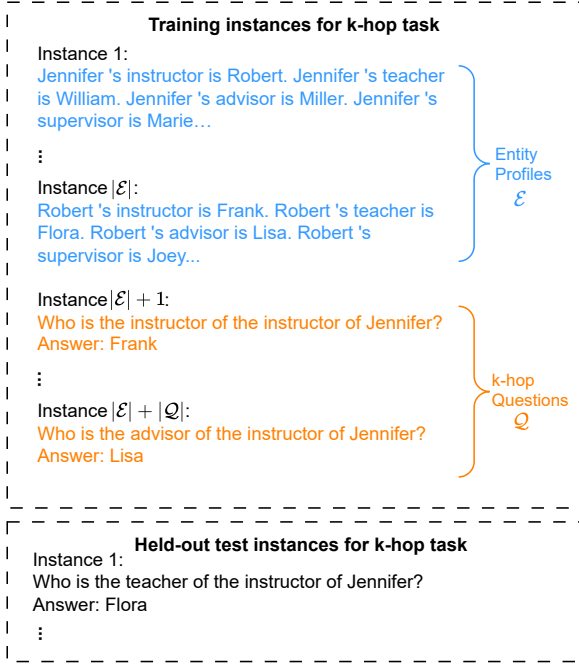 Training instances for k-hop task
Instance 1:
Jennifer 's instructor is Robert. Jennifer 's teacher
is William. Jennifer 's advisor is Miller. Jennifer 's
supervisor is Marie…
⋮
Instance |ℰ|:
Robert 's instructor is Frank. Robert 's teacher is
Flora. Robert 's advisor is Lisa. Robert 's
supervisor is Joey...
Entity
Profiles
ℰ
Instance |ℰ| + 1:
Who is the instructor of the instructor of Jennifer?
Answer: Frank
⋮
Instance |ℰ| + |𝒬|:
Who is the advisor of the instructor of Jennifer?
Answer: Lisa
k-hop
Questions
𝒬
Held-out test instances for k-hop task
Instance 1:
Who is the teacher of the instructor of Jennifer?
Answer: Flora
⋮